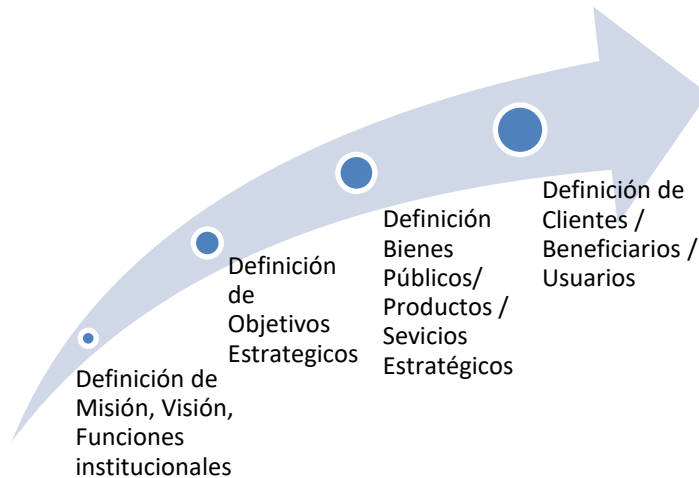 Definición de
Misión, Visión,
Funciones
institucionales
Definición
de
Objetivos
Estrategicos
Definición
Bienes
Públicos/
Productos /
Sevicios
Estratégicos
Definición de
Clientes /
Beneficiarios /
Usuarios